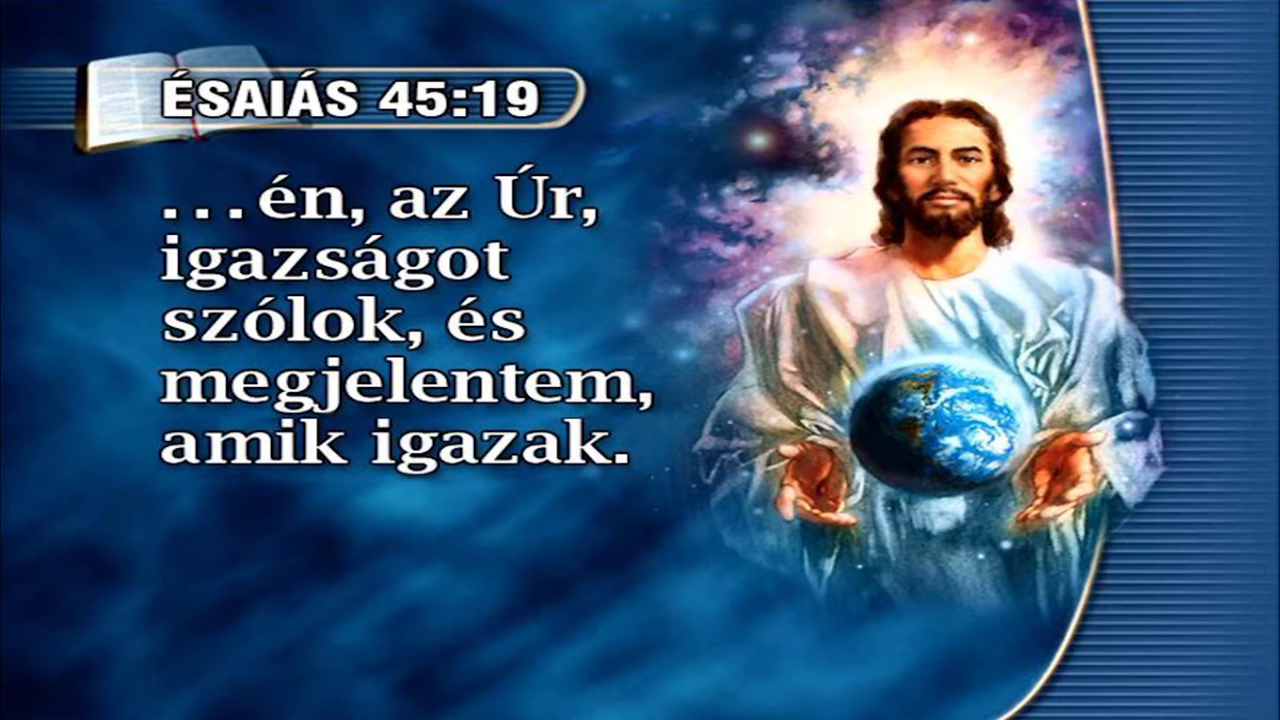 ÉSAIÁS 45:19
...én, az Úr,
igazságot
szólok, és
megjelentem,
amik igazak.